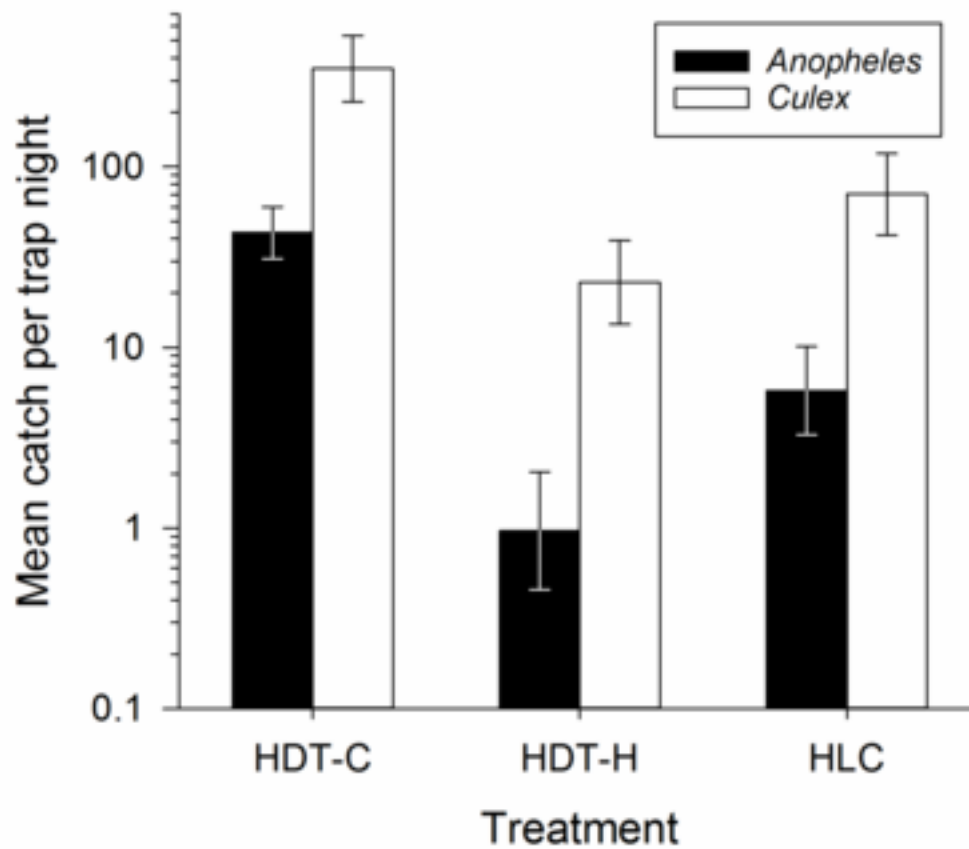 Anopheles
Culex
Mean catch per trap night
100
10
1
0.1
HDT-C
HDT-H
HLC
Treatment